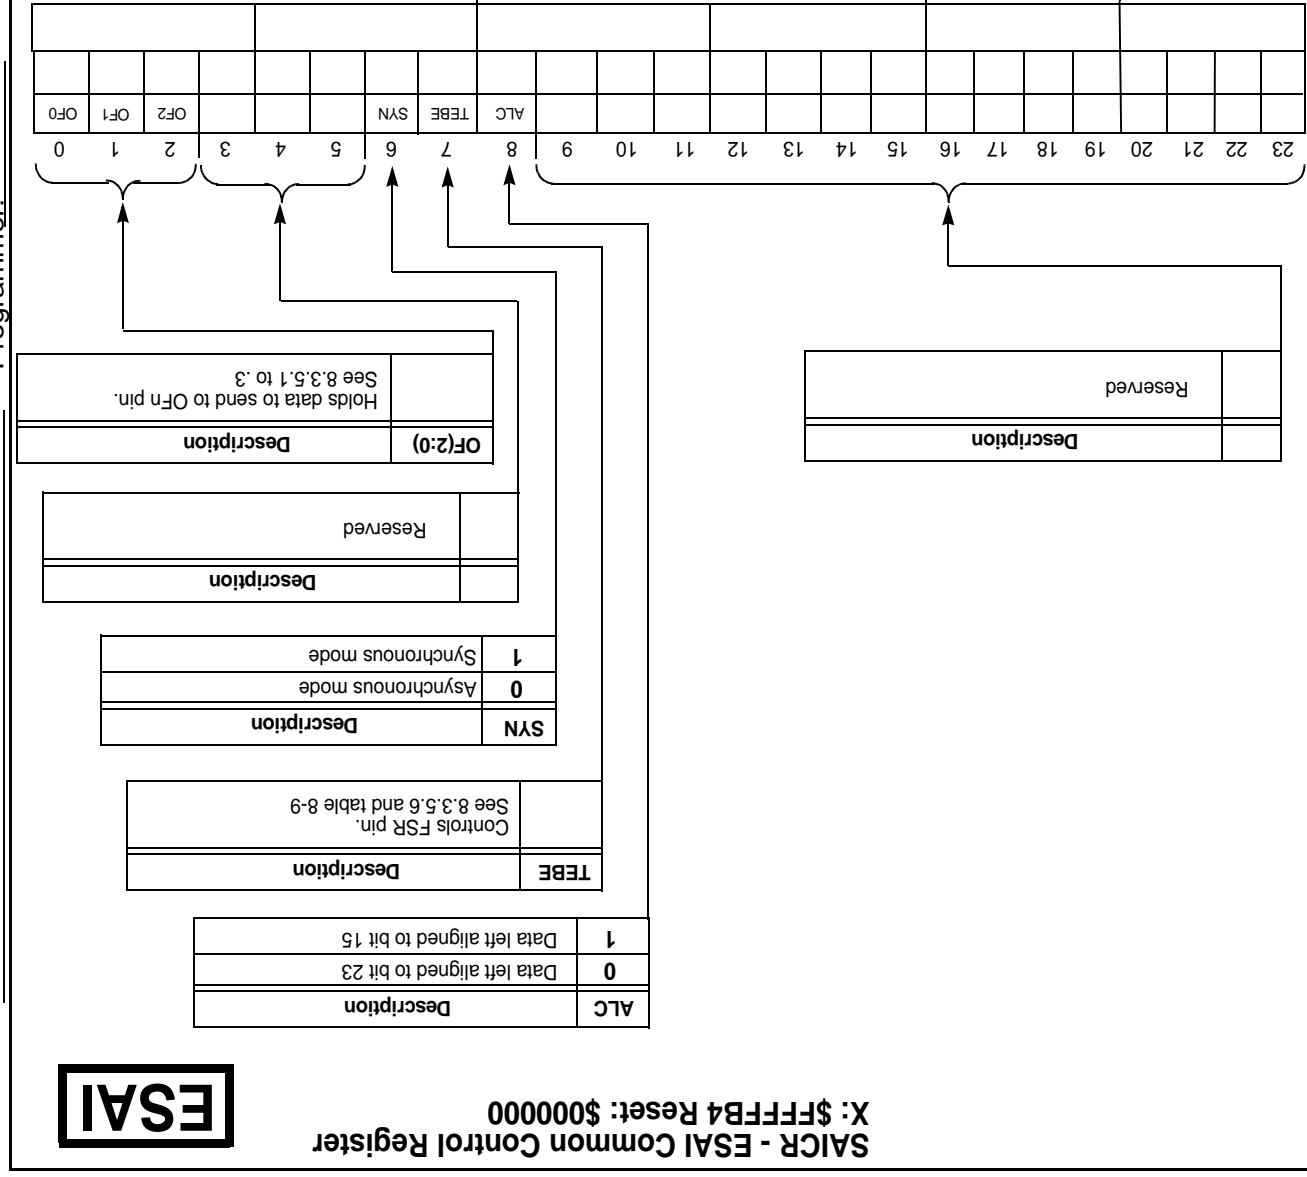 SAICR - ESAI Common Control Register
X: $FFFFB4 Reset: $000000
ESAI
ALC Description
0 Data left aligned to bit 23
1 Data left aligned to bit 15
TEBE Description
Controls FSR pin.
See 8.3.5.6 and table 8-9
SYN Description
0 Asynchronous mode
1 Synchronous mode
Description
Reserved
Description
Reserved
OF(2:0) Description
Holds data to send to OFn pin.
See 8.3.5.1 to .3
23 22 21 20 19 18 17 16 15 14 13 12 11 10 9 8 7 6 5 4 3 2 1 0
ALC TEBE SYN OF2 OF1 OF0